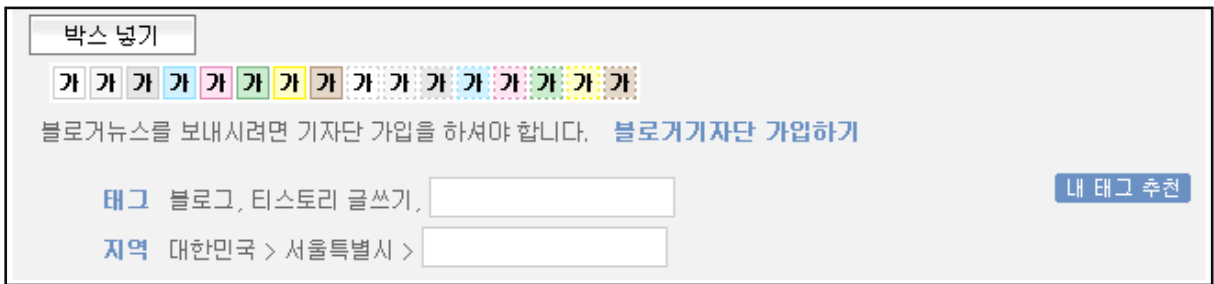 박스 넣기
가 가 가 가 가 가 가 가 가 가 가 가 가 가 가 가
블로거뉴스를 보내시려면 기자단 가입을 하셔야 합니다. 블로거기자단 가입하기
태그 블로그, 티스토리 글쓰기, 내 태그 추천
지역 대한민국 > 서울특별시 >